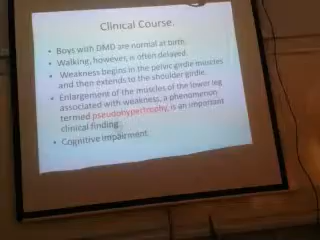 Clinical Course.
• Boys with DMD are normal at birth.
• Walking, however, is often delayed.
• Weakness begins in the pelvic girdle muscles
and then extends to the shoulder girdle.
• Enlargement of the muscles of the lower leg
associated with weakness, a phenomenon
termed pseudohypertrophy, is an important
clinical finding.
• Cognitive impairment.